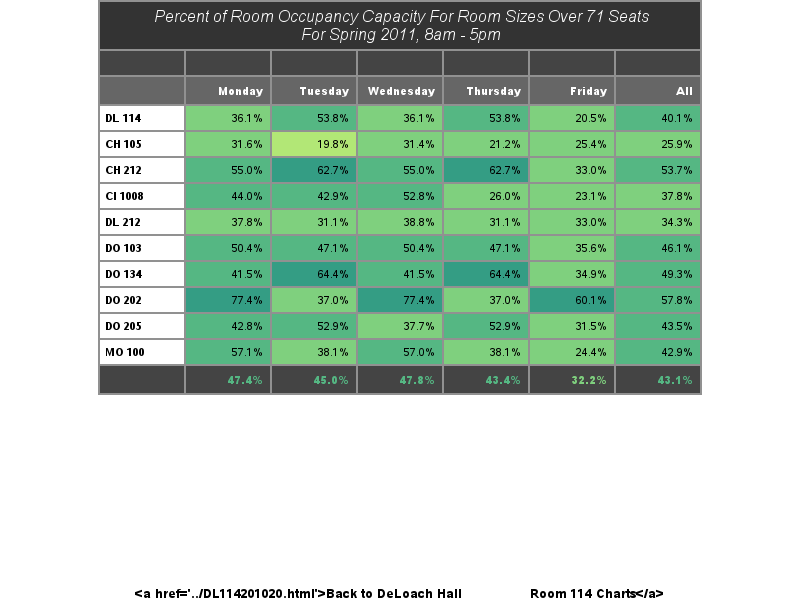 Percent of Room Occupancy Capacity For Room Sizes Over 71 Seats
For Spring 2011, 8am - 5pm
Monday Tuesday Wednesday Thursday Friday All
DL 114 36.1% 53.8% 36.1% 53.8% 20.5% 40.1%
CH 105 31.6% 19.8% 31.4% 21.2% 25.4% 25.9%
CH 212 55.0% 62.7% 55.0% 62.7% 33.0% 53.7%
CI 1008 44.0% 42.9% 52.8% 26.0% 23.1% 37.8%
DL 212 37.8% 31.1% 38.8% 31.1% 33.0% 34.3%
DO 103 50.4% 47.1% 50.4% 47.1% 35.6% 46.1%
DO 134 41.5% 64.4% 41.5% 64.4% 34.9% 49.3%
DO 202 77.4% 37.0% 77.4% 37.0% 60.1% 57.8%
DO 205 42.8% 52.9% 37.7% 52.9% 31.5% 43.5%
MO 100 57.1% 38.1% 57.0% 38.1% 24.4% 42.9%
47.4% 45.0% 47.8% 43.4% 32.2% 43.1%
<a href='../DL114201020.html'>Back to DeLoach Hall Room 114 Charts</a>